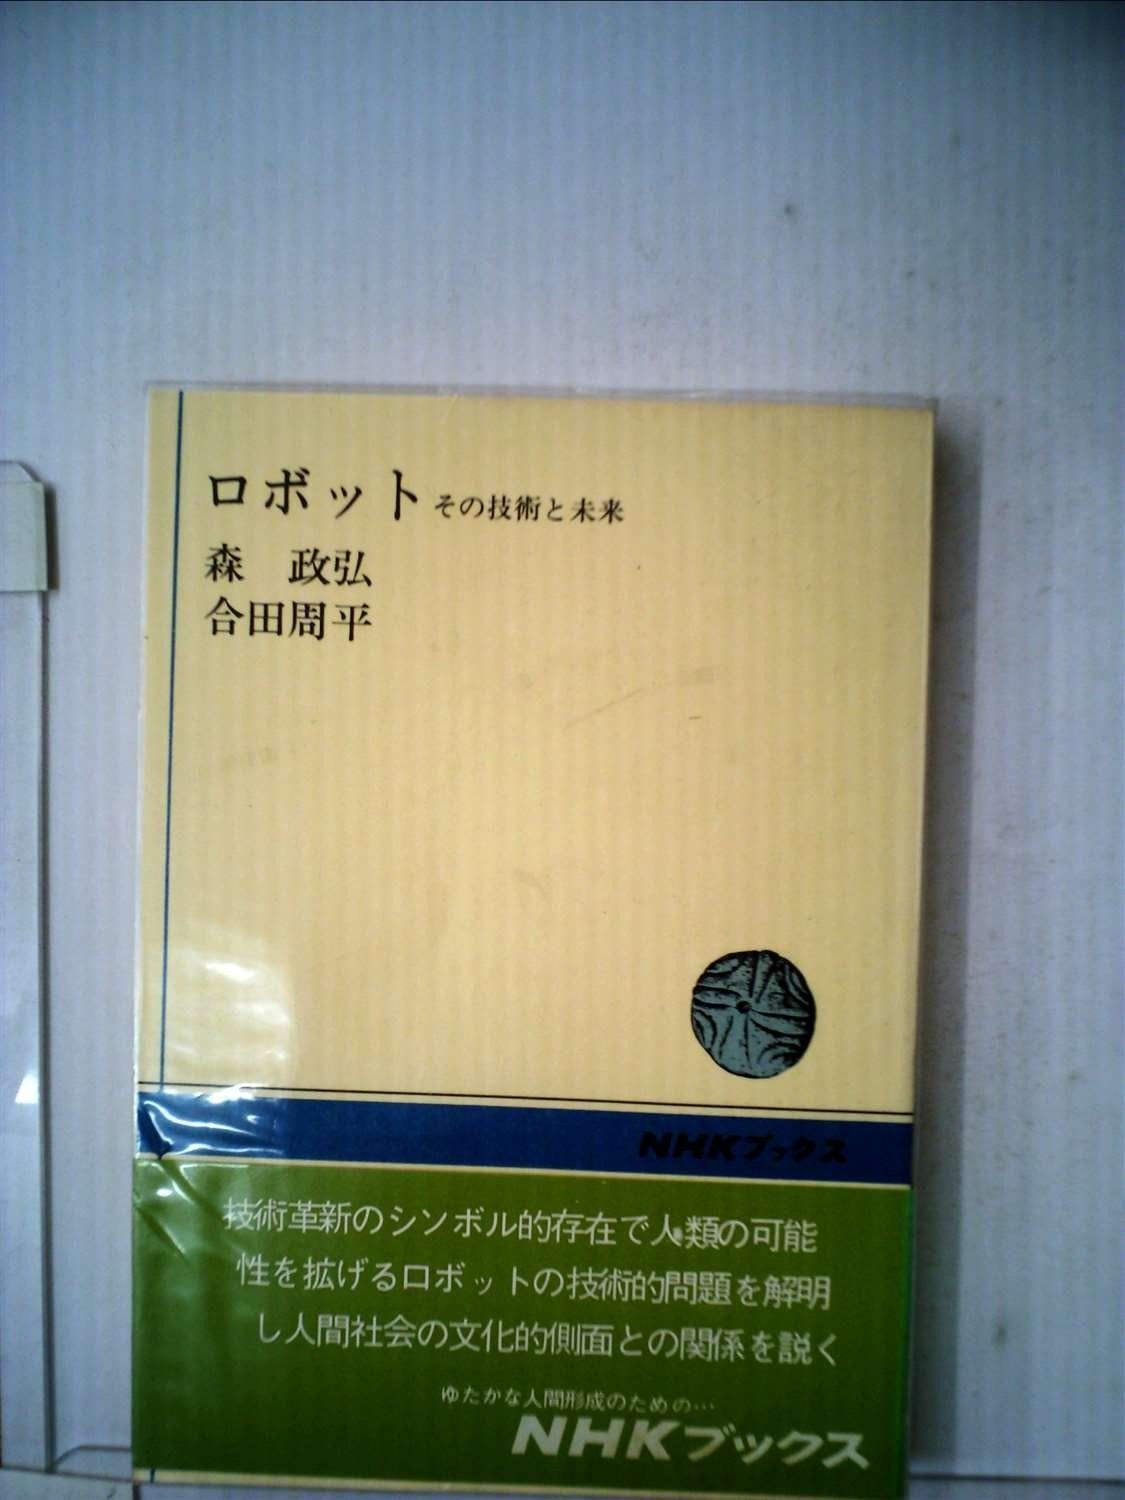 ロボット その技術と未来
森 政弘
合田周平
NHKブックス
技術革新のシンボル的存在で人類の可能
性を拡げるロボットの技術的問題を解明
し人間社会の文化的側面との関係を説く
ゆたかな人間形成のための…
NHKブックス